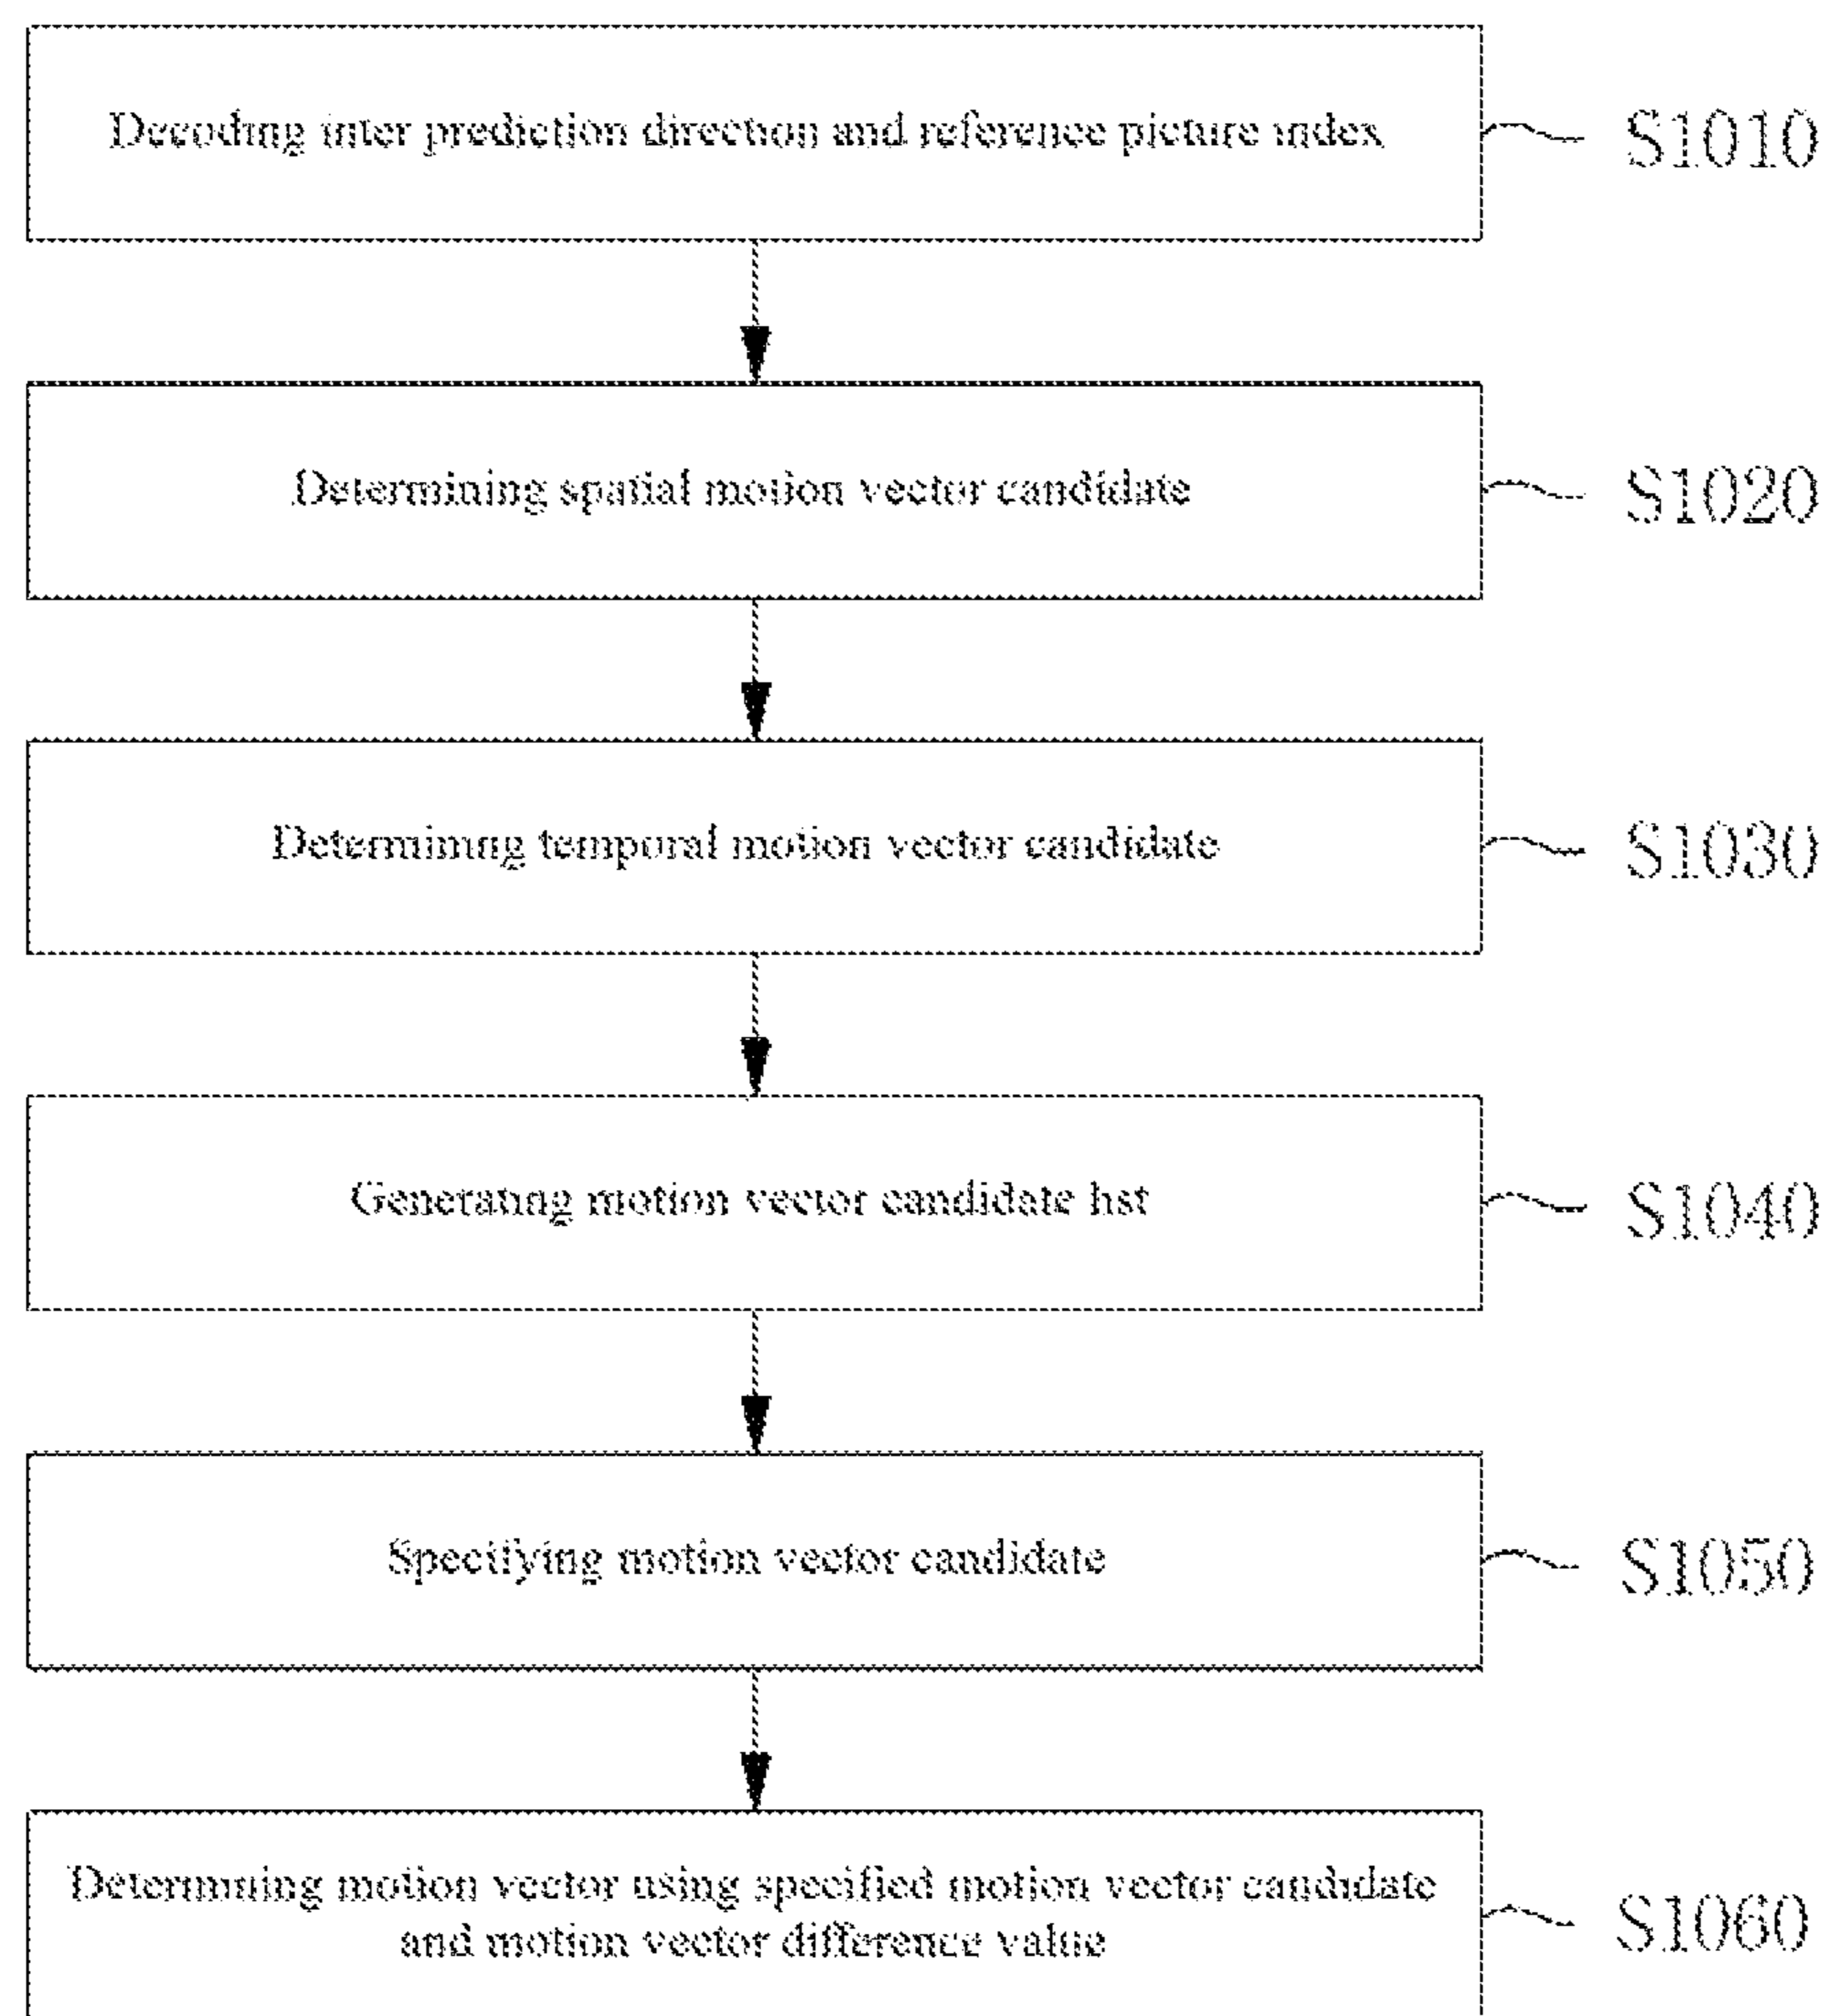 Decoding inter prediction direction and reference picture index
S1010
Determining spatial motion vector candidate
S1020
Determining temporal motion vector candidate
S1030
Generating motion vector candidate list
S1040
Specifying motion vector candidate
S1050
Determining motion vector using specified motion vector candidate
and motion vector difference value
S1060